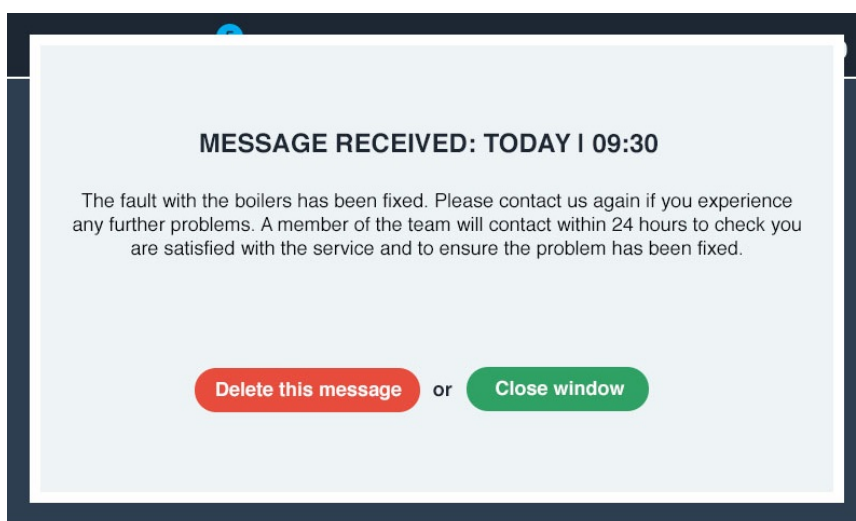 MESSAGE RECEIVED: TODAY | 09:30
The fault with the boilers has been fixed. Please contact us again if you experience
any further problems. A member of the team will contact within 24 hours to check you
are satisfied with the service and to ensure the problem has been fixed.
Delete this message or Close window